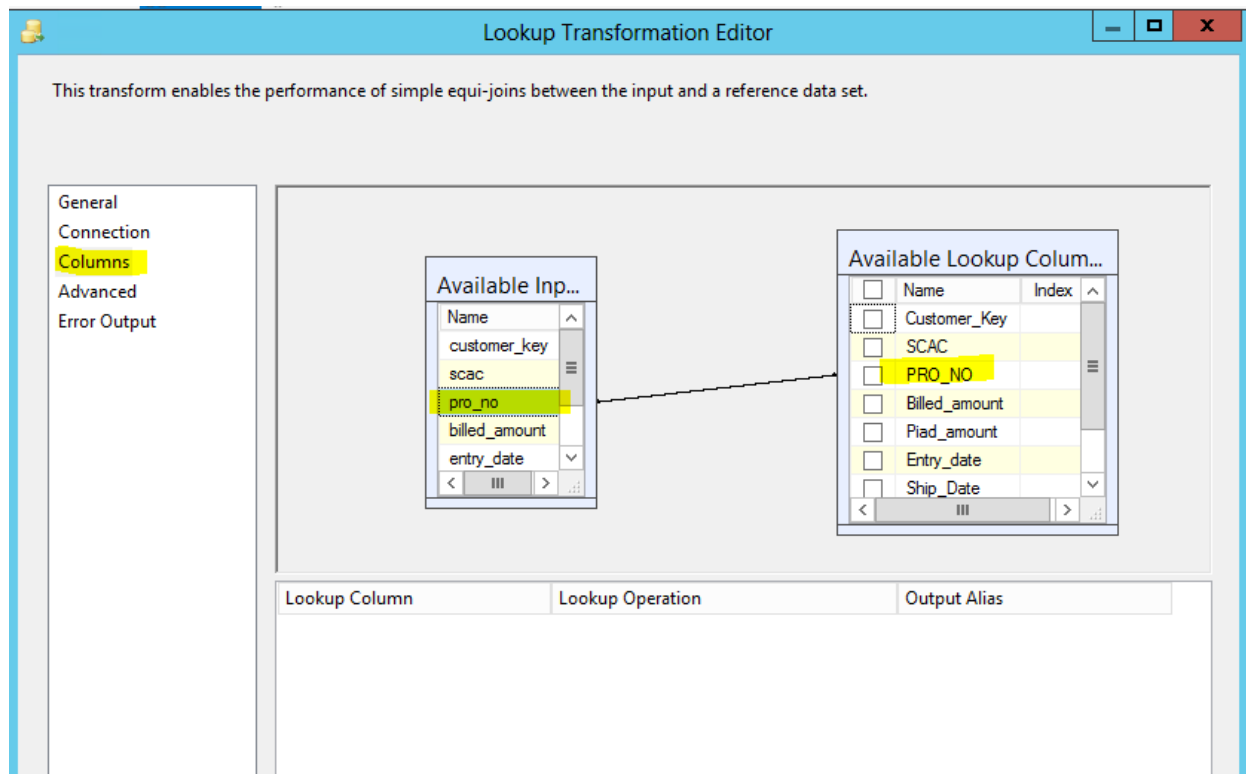 Lookup Transformation Editor
This transform enables the performance of simple equi-joins between the input and a reference data set.
General
Connection
Columns
Advanced
Error Output
Available Inp...
Name
customer_key
scac
pro_no
billed_amount
entry_date
Available Lookup Colum...
Name Index
Customer_Key
SCAC
PRO_NO
Billed_amount
Piad_amount
Entry_date
Ship_Date
Lookup Column Lookup Operation Output Alias